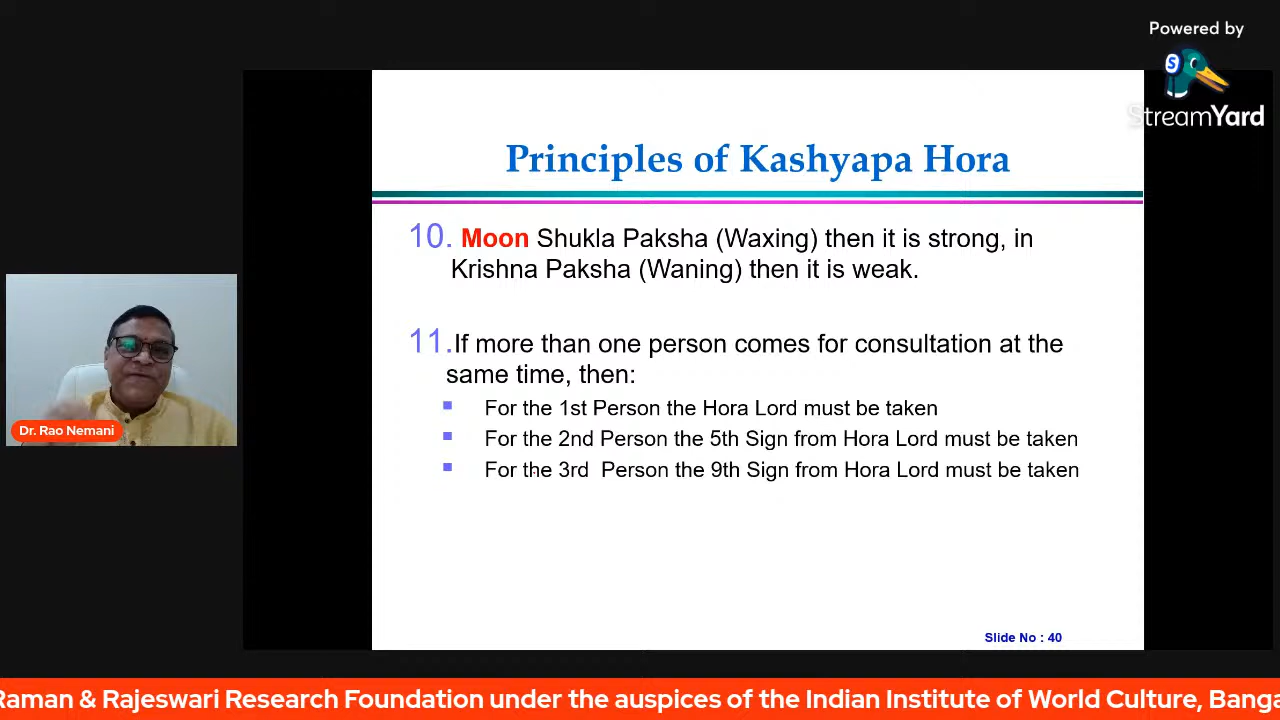 Powered by
StreamYard
Principles of Kashyapa Hora
10. Moon Shukla Paksha (Waxing) then it is strong, in
Krishna Paksha (Waning) then it is weak.
11.If more than one person comes for consultation at the
same time, then:
For the 1st Person the Hora Lord must be taken
For the 2nd Person the 5th Sign from Hora Lord must be taken
For the 3rd Person the 9th Sign from Hora Lord must be taken
Dr. Rao Nemani
Slide No : 40
Raman & Rajeswari Research Foundation under the auspices of the Indian Institute of World Culture, Banga